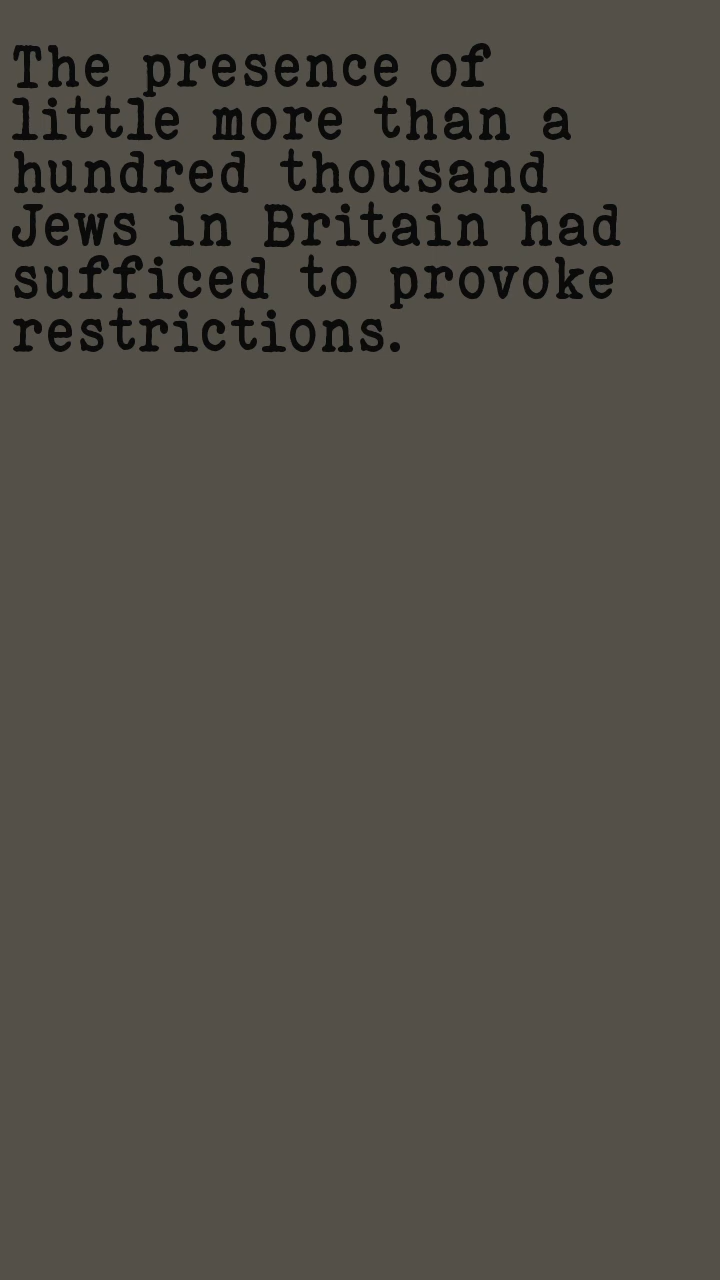 The presence of
little more than a
hundred thousand
Jews in Britain had
sufficed to provoke
restrictions.